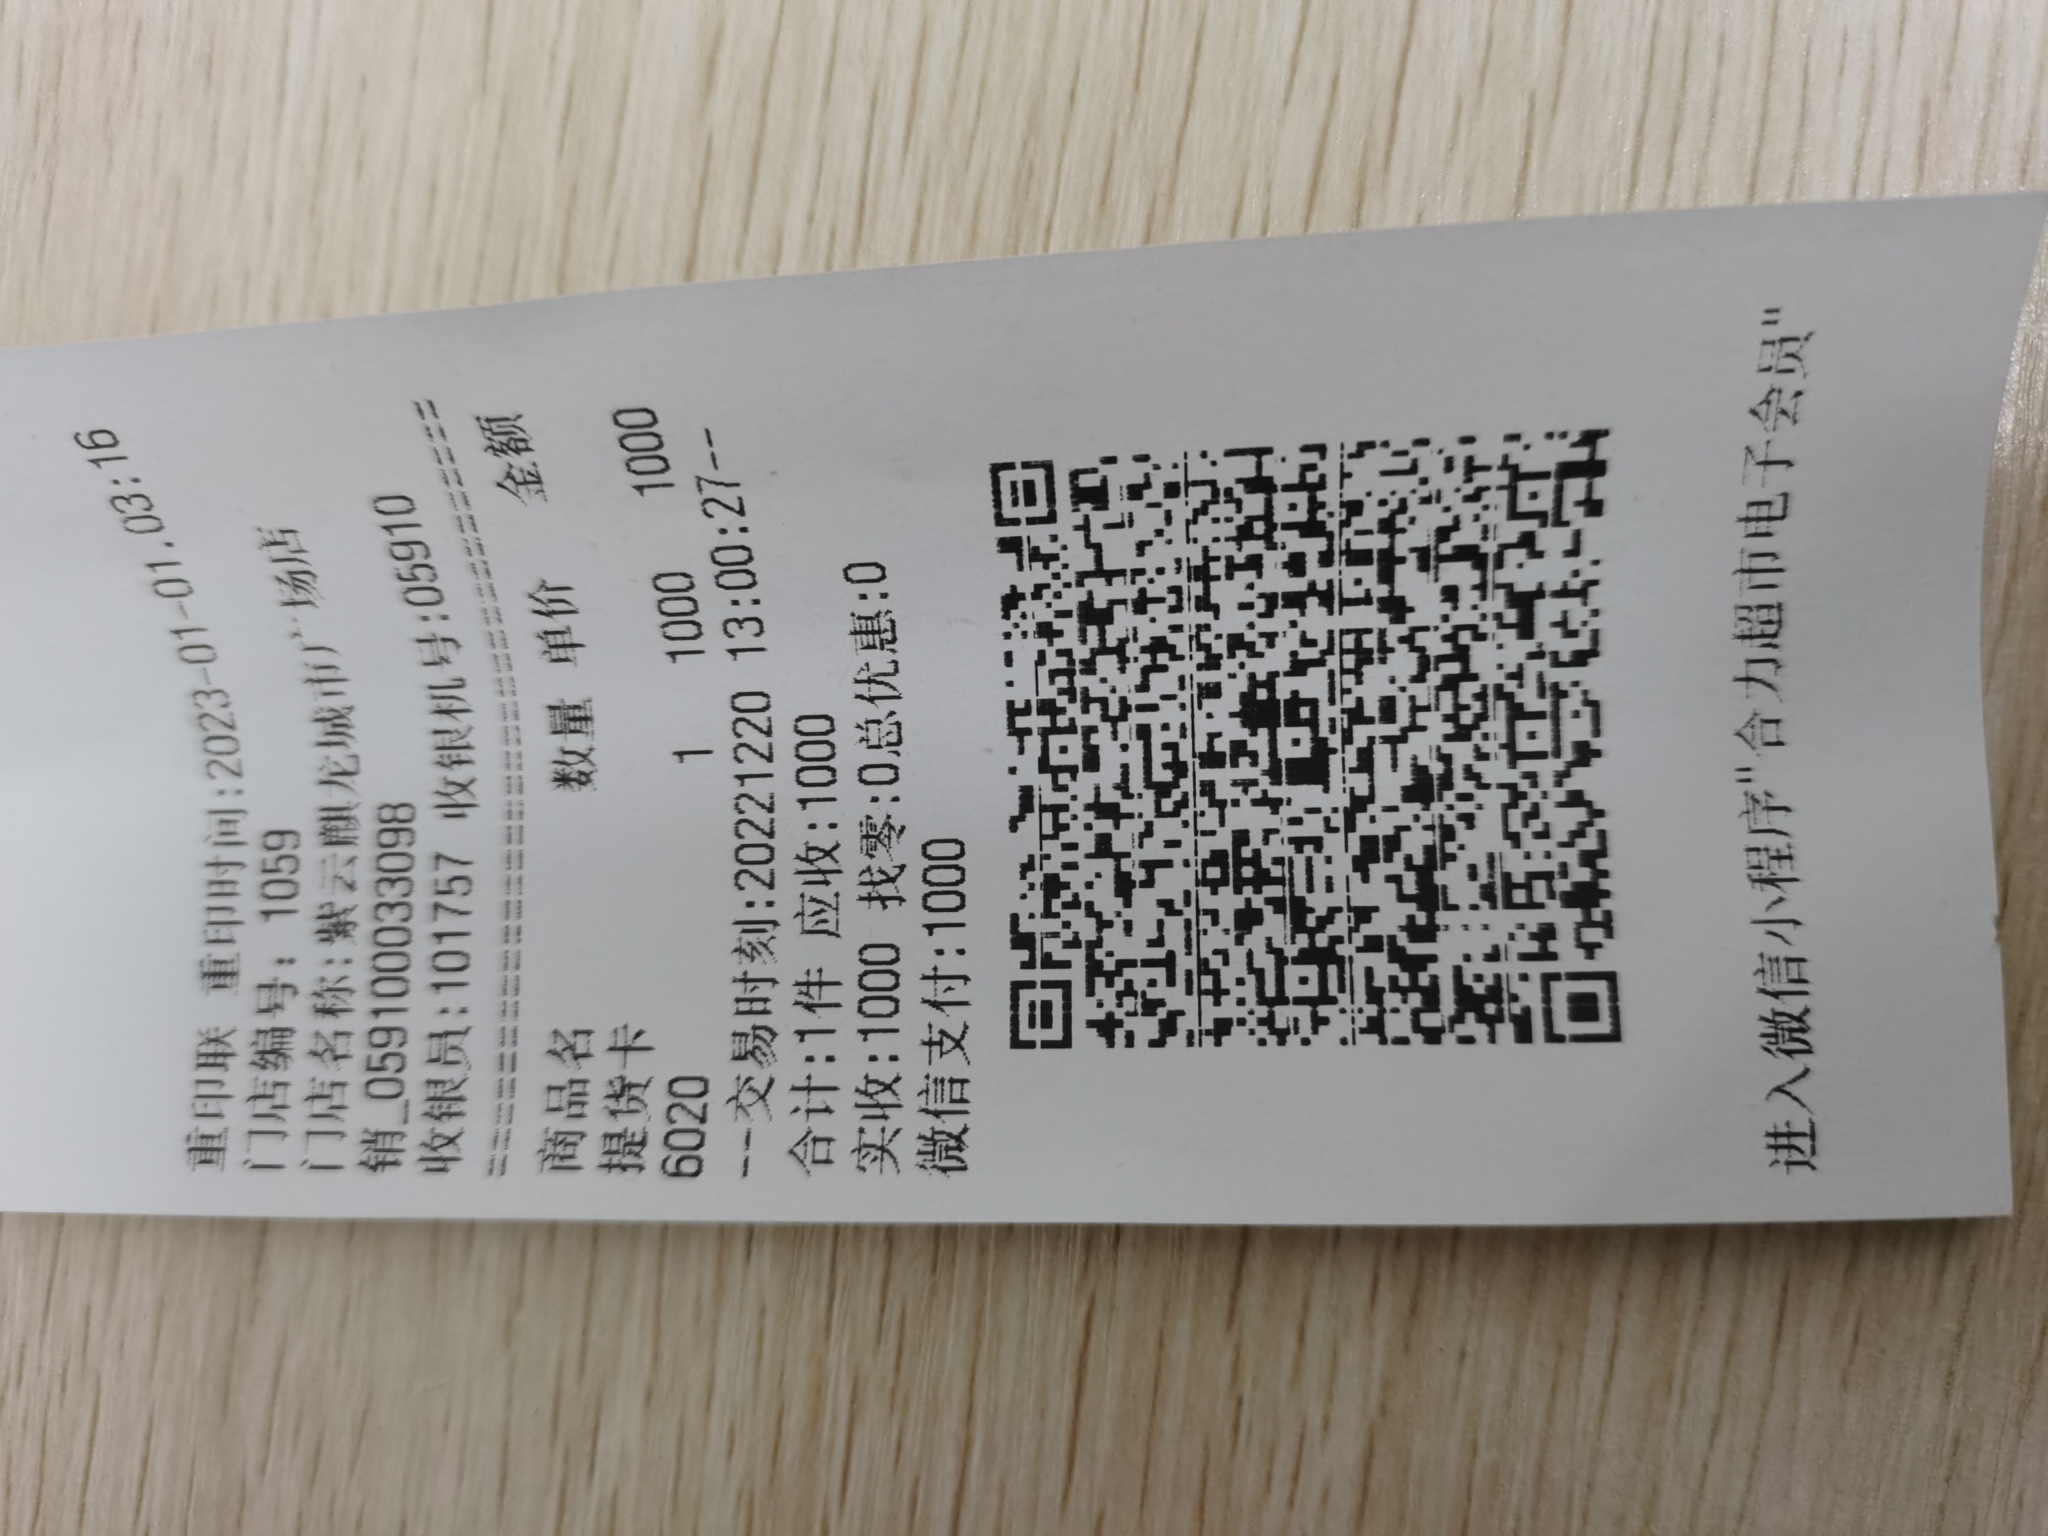 重印联 重印时间:2023-01-01.03:16
门店编号: 1059
门店名称:紫云麒龙城市广场店
销_0591000033098
收银员:101757 收银机号:05910
商品名 数量 单价 金额
提货卡
6020 1 1000 1000
--交易时刻:20221220 13:00:27--
合计:1件 应收:1000
实收:1000 找零:0总优惠:0
微信支付:1000
进入微信小程序"合力超市电子会员"